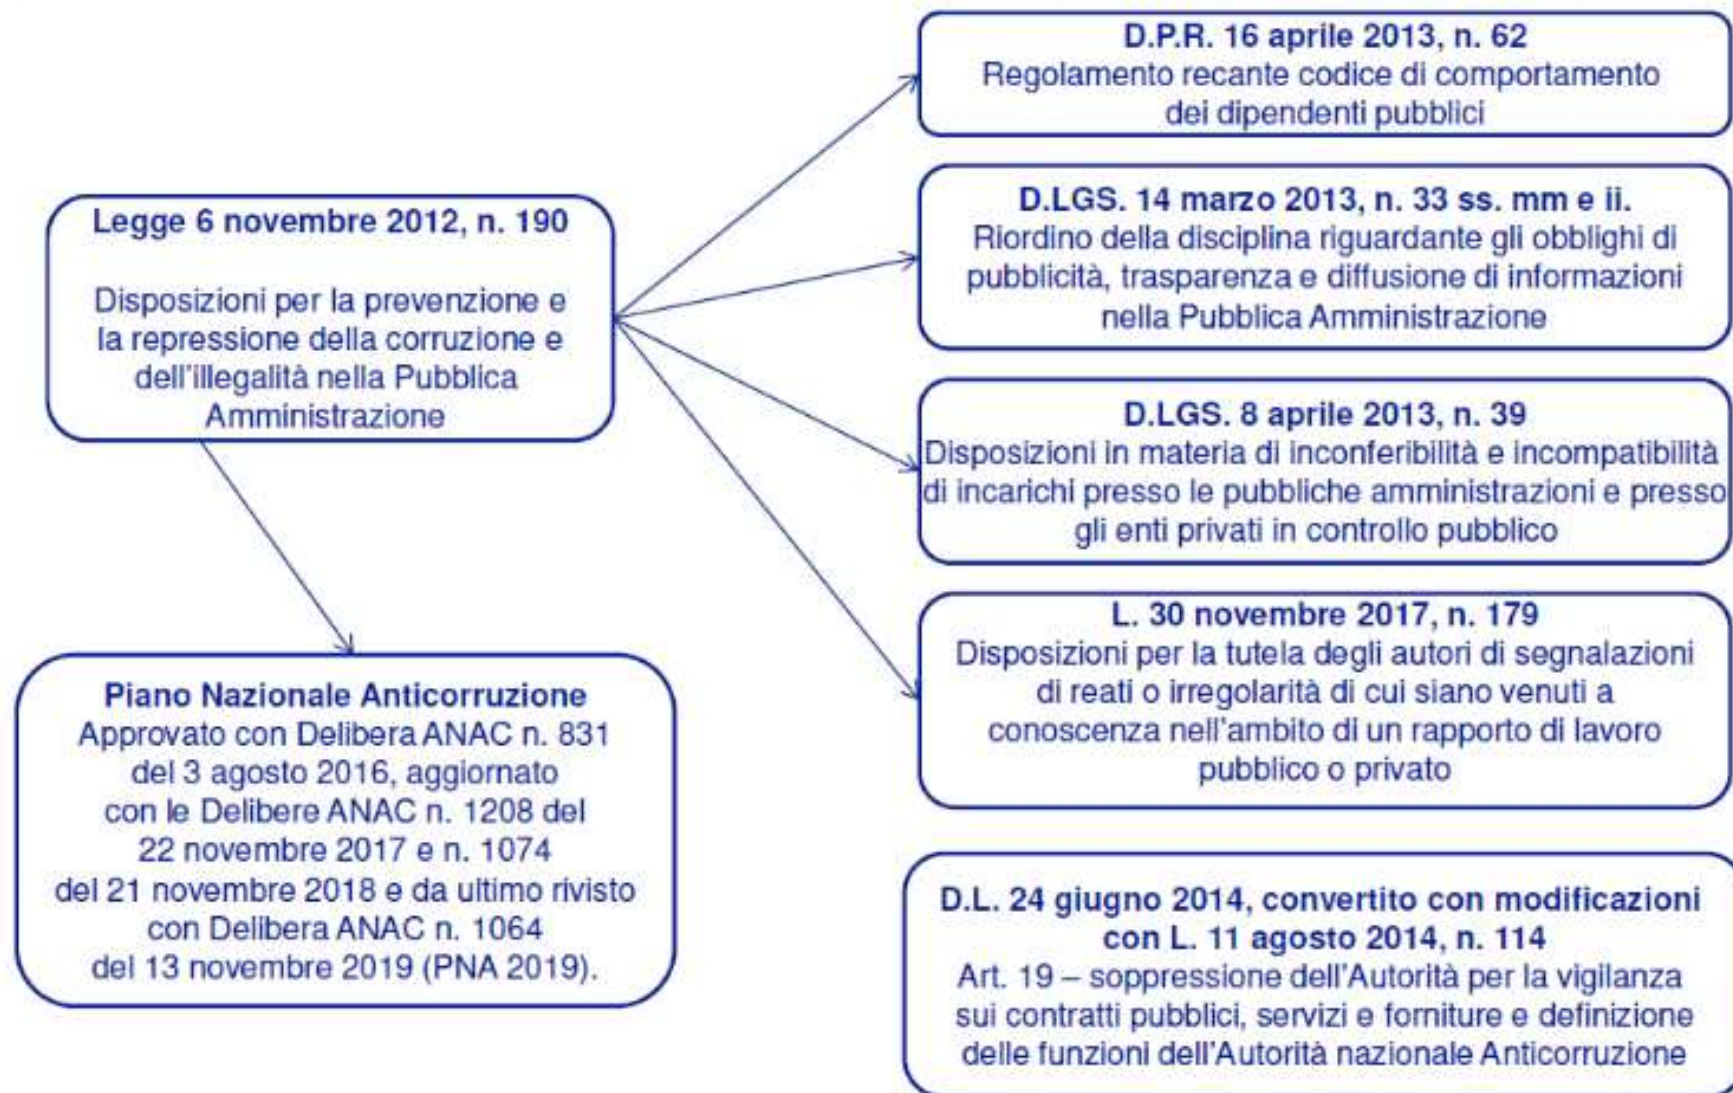 Legge 6 novembre 2012, n. 190
Disposizioni per la prevenzione e
la repressione della corruzione e
dell'illegalità nella Pubblica
Amministrazione
Piano Nazionale Anticorruzione
Approvato con Delibera ANAC n. 831
del 3 agosto 2016, aggiornato
con le Delibere ANAC n. 1208 del
22 novembre 2017 e n. 1074
del 21 novembre 2018 e da ultimo rivisto
con Delibera ANAC n. 1064
del 13 novembre 2019 (PNA 2019).
D.P.R. 16 aprile 2013, n. 62
Regolamento recante codice di comportamento
dei dipendenti pubblici
D.LGS. 14 marzo 2013, n. 33 ss. mm e ii.
Riordino della disciplina riguardante gli obblighi di
pubblicità, trasparenza e diffusione di informazioni
nella Pubblica Amministrazione
D.LGS. 8 aprile 2013, n. 39
Disposizioni in materia di inconferibilità e incompatibilità
di incarichi presso le pubbliche amministrazioni e presso
gli enti privati in controllo pubblico
L. 30 novembre 2017, n. 179
Disposizioni per la tutela degli autori di segnalazioni
di reati o irregolarità di cui siano venuti a
conoscenza nell'ambito di un rapporto di lavoro
pubblico o privato
D.L. 24 giugno 2014, convertito con modificazioni
con L. 11 agosto 2014, n. 114
Art. 19 – soppressione dell'Autorità per la vigilanza
sui contratti pubblici, servizi e forniture e definizione
delle funzioni dell'Autorità nazionale Anticorruzione